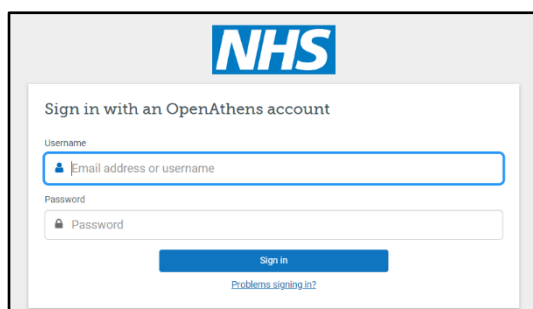 NHS
Sign in with an OpenAthens account
Username
Email address or username
Password
Password
Sign in
Problems signing in?